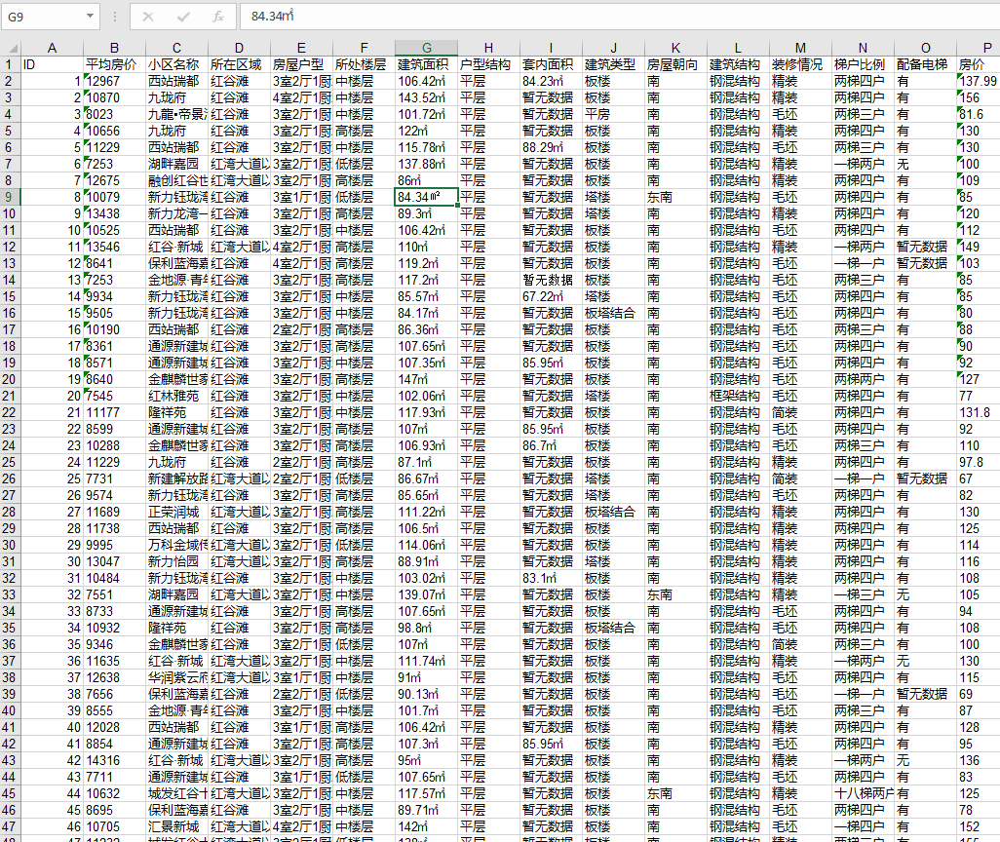 G9 fx 84.34㎡
A B C D E F G H I J K L M N O P
1 ID 平均房价 小区名称 所在区域 房屋户型 所处楼层 建筑面积 户型结构 套内面积 建筑类型 房屋朝向 建筑结构 装修情况 梯户比例 配备电梯 房价
2 1 12967 西站瑞都 红谷滩 3室2厅1厨 中楼层 106.42㎡ 平层 84.23㎡ 板楼 南 钢混结构 精装 两梯四户 有 137.99
3 2 10870 九珑府 红谷滩 4室2厅1厨 中楼层 143.52㎡ 平层 暂无数据 板楼 南 钢混结构 精装 两梯四户 有 156
4 3 8023 九龍•帝景 红谷滩 3室2厅1厨 中楼层 101.72㎡ 平层 暂无数据 平房 南 钢混结构 毛坯 两梯三户 有 81.6
5 4 10656 九珑府 红谷滩 3室2厅1厨 中楼层 122㎡ 平层 暂无数据 板楼 南 钢混结构 精装 两梯四户 有 130
6 5 11229 西站瑞都 红谷滩 3室2厅1厨 中楼层 115.78㎡ 平层 88.29㎡ 板楼 南 钢混结构 毛坯 两梯三户 有 130
7 6 7253 湖畔嘉园 红湾大道以 3室2厅1厨 低楼层 137.88㎡ 平层 暂无数据 板楼 南 钢混结构 精装 一梯两户 无 100
8 7 12675 融创红谷世 红湾大道以 3室2厅1厨 高楼层 86㎡ 平层 暂无数据 板楼 南 钢混结构 精装 两梯四户 有 109
9 8 10079 新力钰珑湾 红谷滩 3室1厅1厨 低楼层 84.34㎡ 平层 暂无数据 塔楼 东南 钢混结构 毛坯 两梯四户 有 85
10 9 13438 新力龙湾一 红谷滩 3室2厅1厨 高楼层 89.3㎡ 平层 暂无数据 塔楼 南 钢混结构 精装 两梯四户 有 120
11 10 10525 西站瑞都 红谷滩 3室2厅1厨 中楼层 106.42㎡ 平层 暂无数据 塔楼 南 钢混结构 毛坯 两梯四户 有 112
12 11 13546 红谷·新城 红湾大道以 4室2厅1厨 高楼层 110㎡ 平层 暂无数据 板楼 南 钢混结构 精装 一梯两户 暂无数据 149
13 12 8641 保利蓝海嘉 红谷滩 4室2厅1厨 中楼层 119.2㎡ 平层 暂无数据 板楼 南 钢混结构 毛坯 一梯一户 暂无数据 103
14 13 7253 金地源·青年 红谷滩 3室2厅1厨 高楼层 117.2㎡ 平层 暂无数据 板楼 南 钢混结构 毛坯 两梯三户 有 85
15 14 9934 新力钰珑湾 红谷滩 3室2厅1厨 中楼层 85.57㎡ 平层 67.22㎡ 塔楼 南 钢混结构 毛坯 两梯四户 有 85
16 15 9505 新力钰珑湾 红谷滩 3室2厅1厨 中楼层 84.17㎡ 平层 暂无数据 板塔结合 南 钢混结构 毛坯 两梯四户 有 80
17 16 10190 西站瑞都 红谷滩 2室2厅1厨 高楼层 86.36㎡ 平层 暂无数据 板楼 南 钢混结构 毛坯 两梯三户 有 88
18 17 8361 通源新建城 红谷滩 3室2厅1厨 高楼层 107.65㎡ 平层 暂无数据 板楼 南 钢混结构 毛坯 两梯四户 有 90
19 18 8571 通源新建城 红谷滩 3室2厅1厨 中楼层 107.35㎡ 平层 85.95㎡ 板楼 南 钢混结构 毛坯 两梯四户 有 92
20 19 8640 金麒麟世家 红谷滩 3室2厅1厨 高楼层 147㎡ 平层 暂无数据 板楼 南 钢混结构 毛坯 两梯两户 有 127
21 20 7545 红林雅苑 红谷滩 3室2厅1厨 中楼层 102.06㎡ 平层 暂无数据 塔楼 南 框架结构 毛坯 两梯四户 有 77
22 21 11177 隆祥苑 红谷滩 3室2厅1厨 中楼层 117.93㎡ 平层 暂无数据 塔楼 南 钢混结构 简装 两梯四户 有 131.8
23 22 8599 通源新建城 红谷滩 3室2厅1厨 高楼层 107㎡ 平层 85.95㎡ 板楼 南 钢混结构 毛坯 两梯四户 有 92
24 23 10288 金麒麟世家 红谷滩 3室2厅1厨 中楼层 106.93㎡ 平层 86.7㎡ 板楼 南 钢混结构 毛坯 两梯三户 有 110
25 24 11229 九珑府 红谷滩 2室2厅1厨 高楼层 87.1㎡ 平层 暂无数据 板楼 南 钢混结构 精装 两梯四户 有 97.8
26 25 7731 新建解放路 红湾大道以 2室2厅1厨 低楼层 86.67㎡ 平层 暂无数据 塔楼 南 钢混结构 简装 一梯一户 暂无数据 67
27 26 9574 新力钰珑湾 红谷滩 3室2厅1厨 低楼层 85.65㎡ 平层 暂无数据 塔楼 南 钢混结构 毛坯 两梯四户 有 82
28 27 11689 正荣润城 红湾大道以 3室2厅1厨 中楼层 111.22㎡ 平层 暂无数据 板塔结合 南 钢混结构 精装 两梯四户 有 130
29 28 11738 西站瑞都 红谷滩 3室2厅1厨 高楼层 106.5㎡ 平层 暂无数据 板楼 南 钢混结构 精装 两梯四户 有 125
30 29 9995 万科金域传 红湾大道以 3室2厅1厨 低楼层 114.06㎡ 平层 暂无数据 板楼 南 钢混结构 精装 两梯四户 有 114
31 30 13047 新力怡园 红湾大道以 3室2厅1厨 高楼层 88.91㎡ 平层 暂无数据 塔楼 南 钢混结构 精装 两梯四户 有 116
32 31 10484 新力钰珑湾 红谷滩 3室2厅1厨 中楼层 103.02㎡ 平层 83.1㎡ 板楼 南 钢混结构 精装 两梯四户 有 108
33 32 7551 湖畔嘉园 红湾大道以 3室2厅1厨 高楼层 139.07㎡ 平层 暂无数据 板楼 东南 钢混结构 精装 一梯三户 无 105
34 33 8733 通源新建城 红谷滩 3室2厅1厨 高楼层 107.65㎡ 平层 暂无数据 板楼 南 钢混结构 毛坯 两梯四户 有 94
35 34 10932 隆祥苑 红谷滩 3室2厅1厨 高楼层 98.8㎡ 平层 暂无数据 板塔结合 南 钢混结构 精装 两梯四户 有 108
36 35 9346 金麒麟世家 红谷滩 3室2厅1厨 低楼层 107㎡ 平层 暂无数据 板楼 南 钢混结构 简装 两梯三户 有 100
37 36 11635 红谷·新城 红湾大道以 3室2厅1厨 高楼层 111.74㎡ 平层 暂无数据 板楼 南 钢混结构 精装 一梯两户 无 130
38 37 12638 华润紫云府 红谷滩 3室1厅1厨 中楼层 91㎡ 平层 暂无数据 板楼 南 钢混结构 毛坯 两梯四户 有 115
39 38 7656 保利蓝海嘉 红谷滩 2室2厅1厨 低楼层 90.13㎡ 平层 暂无数据 板楼 南 钢混结构 毛坯 一梯一户 暂无数据 69
40 39 8555 金地源·青年 红谷滩 3室2厅1厨 中楼层 101.7㎡ 平层 暂无数据 板楼 南 钢混结构 毛坯 两梯三户 有 87
41 40 12028 西站瑞都 红谷滩 3室1厅1厨 高楼层 106.42㎡ 平层 暂无数据 板楼 南 钢混结构 精装 两梯四户 有 128
42 41 8854 通源新建城 红谷滩 3室2厅1厨 中楼层 107.3㎡ 平层 85.95㎡ 板楼 南 钢混结构 毛坯 两梯四户 有 95
43 42 14316 红谷·新城 红湾大道以 3室2厅1厨 高楼层 95㎡ 平层 暂无数据 板楼 南 钢混结构 精装 一梯两户 无 136
44 43 7711 通源新建城 红谷滩 3室1厅1厨 低楼层 107.65㎡ 平层 暂无数据 板楼 南 钢混结构 毛坯 两梯四户 有 83
45 44 10632 城发红谷十 红湾大道以 3室2厅1厨 中楼层 117.57㎡ 平层 暂无数据 板楼 东南 钢混结构 毛坯 十八梯两户 有 125
46 45 8695 保利蓝海嘉 红谷滩 3室2厅1厨 高楼层 89.71㎡ 平层 暂无数据 板楼 南 钢混结构 毛坯 两梯四户 有 78
47 46 10705 汇景新城 红湾大道以 4室2厅1厨 中楼层 142㎡ 平层 暂无数据 板楼 南 钢混结构 精装 一梯三户 有 152